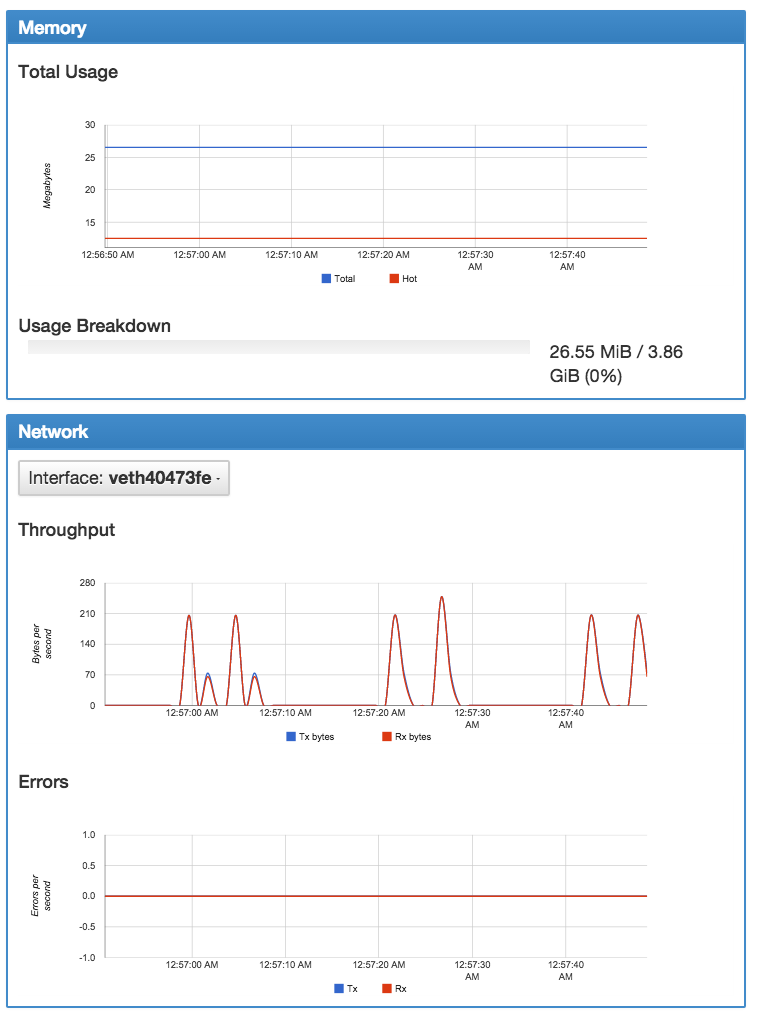 Memory
Total Usage
30
25
20
15
Megabytes
12:56:50 AM 12:57:00 AM 12:57:10 AM 12:57:20 AM 12:57:30 AM 12:57:40 AM
Total Hot
Usage Breakdown
26.55 MiB / 3.86
GiB (0%)
Network
Interface: veth40473fe
Throughput
280
210
140
70
0
Bytes per
second
12:57:00 AM 12:57:10 AM 12:57:20 AM 12:57:30 AM 12:57:40 AM
Tx bytes Rx bytes
Errors
1.0
0.5
0.0
-0.5
-1.0
Errors per
second
12:57:00 AM 12:57:10 AM 12:57:20 AM 12:57:30 AM 12:57:40 AM
Tx Rx